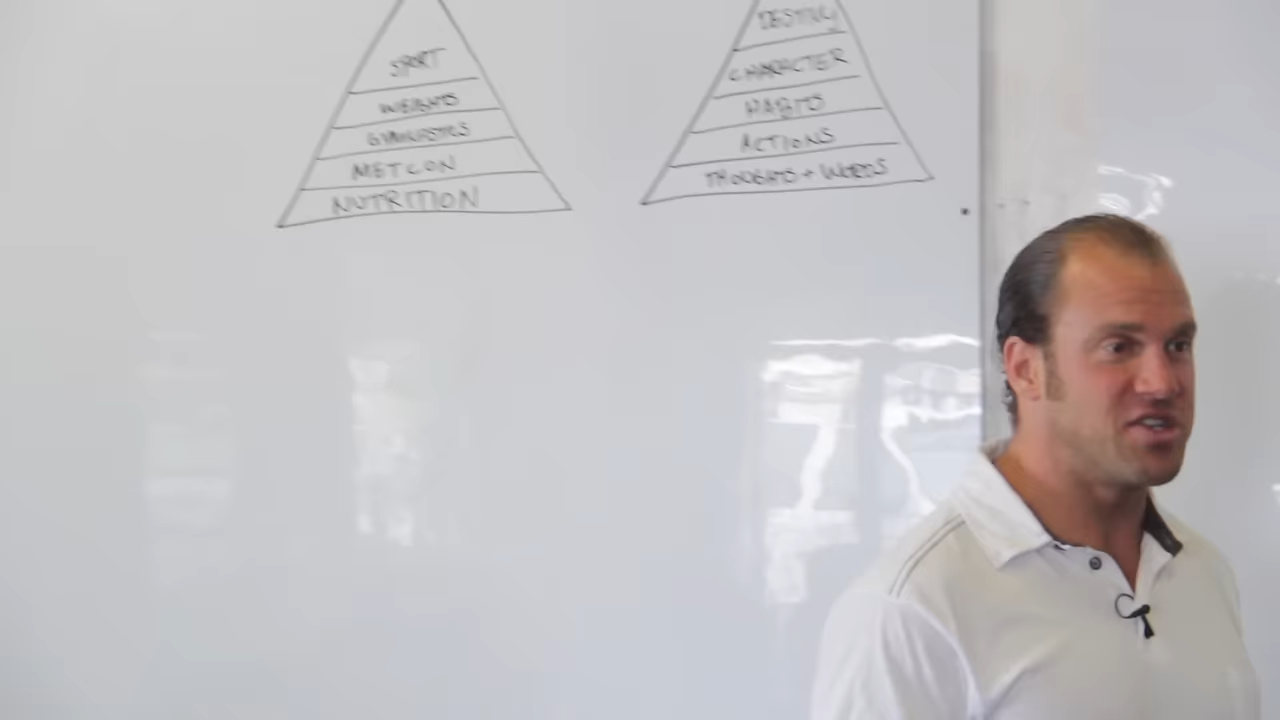 SPORT
WEIGHTS
GYMNASTICS
METCON
NUTRITION
DESTINY
CHARACTER
HABITS
ACTIONS
THOUGHTS + WORDS